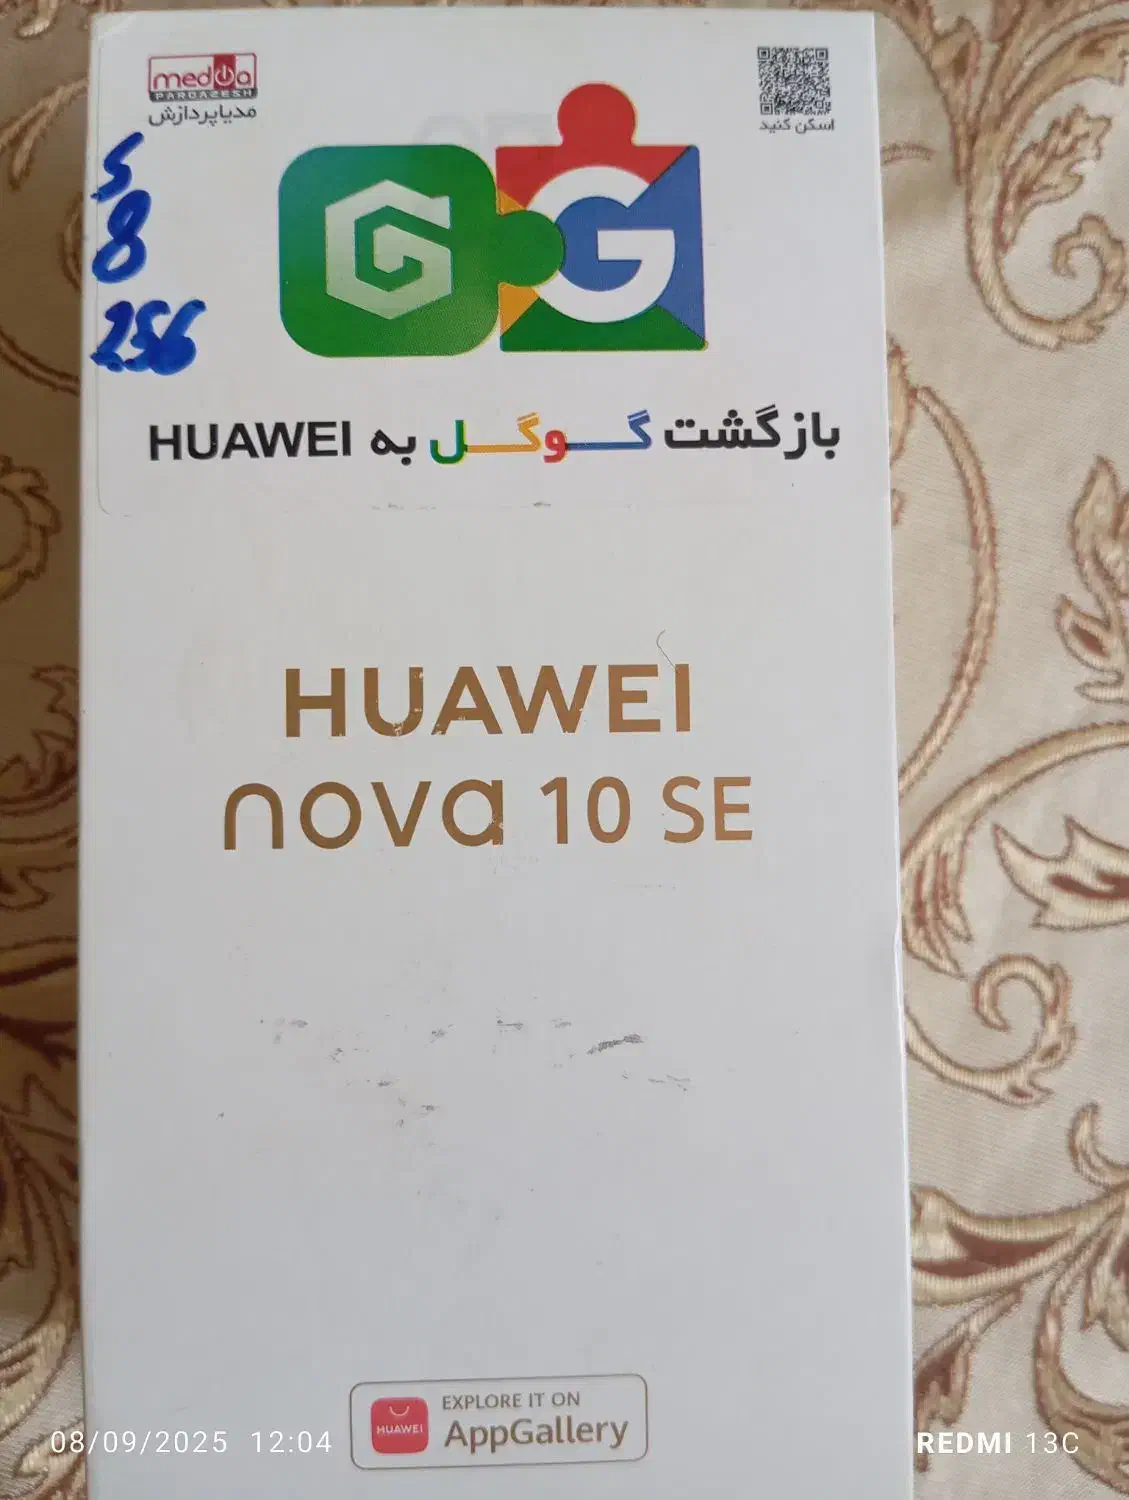 media
PARDAZESH
مدیاپردازش
اسکن کنید
S
8
256
بازگشت گوگل به HUAWEI
HUAWEI
nova 10 SE
EXPLORE IT ON
HUAWEI
AppGallery
08/09/2025 12:04
REDMI 13C